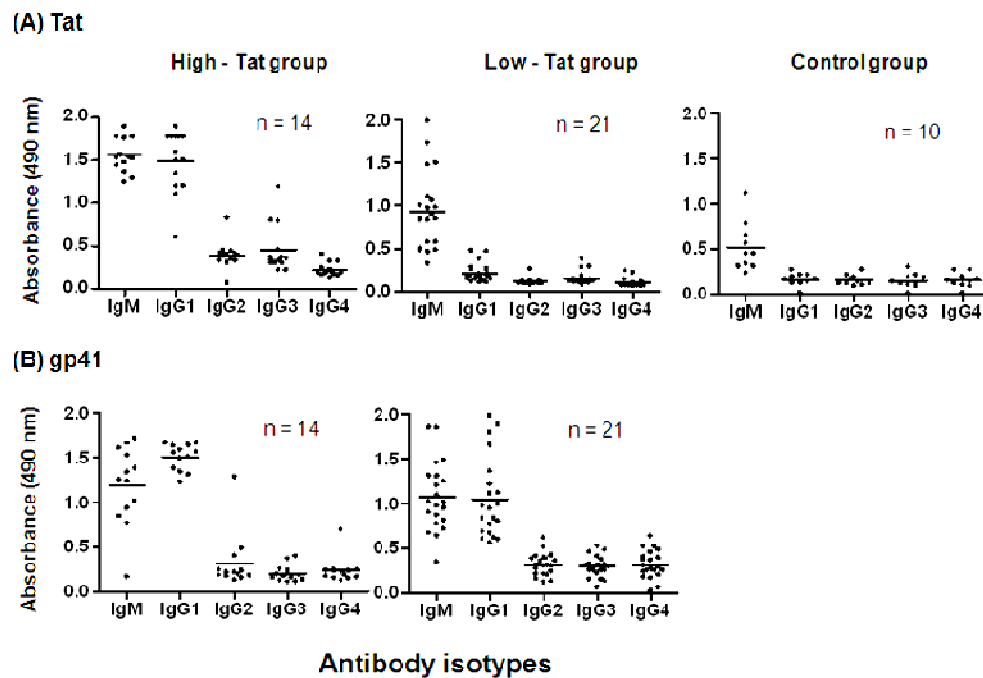 (A) Tat
High - Tat group
Low - Tat group
Control group
Absorbance (490 nm)
2.0
1.5
1.0
0.5
0.0
n = 14
IgM IgG1 IgG2 IgG3 IgG4
2.0
1.5
1.0
0.5
0.0
n = 21
IgM IgG1 IgG2 IgG3 IgG4
2.0
1.5
1.0
0.5
0.0
n = 10
IgM IgG1 IgG2 IgG3 IgG4
(B) gp41
Absorbance (490 nm)
2.0
1.5
1.0
0.5
0.0
n = 14
IgM IgG1 IgG2 IgG3 IgG4
2.0
1.5
1.0
0.5
0.0
n = 21
IgM IgG1 IgG2 IgG3 IgG4
Antibody isotypes